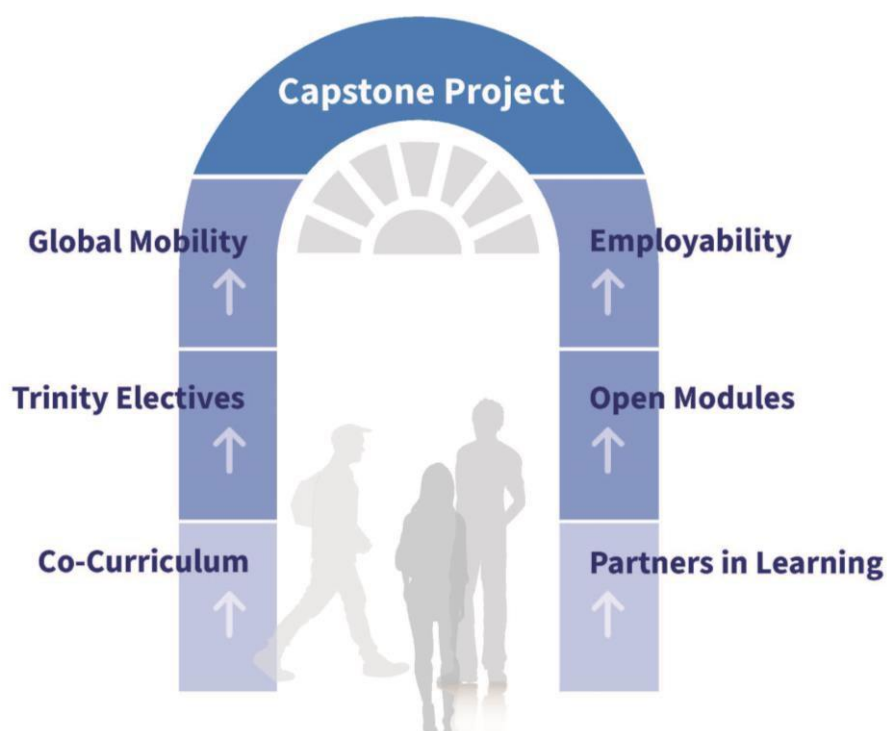 Capstone Project
Global Mobility
Employability
Trinity Electives
Open Modules
Co-Curriculum
Partners in Learning